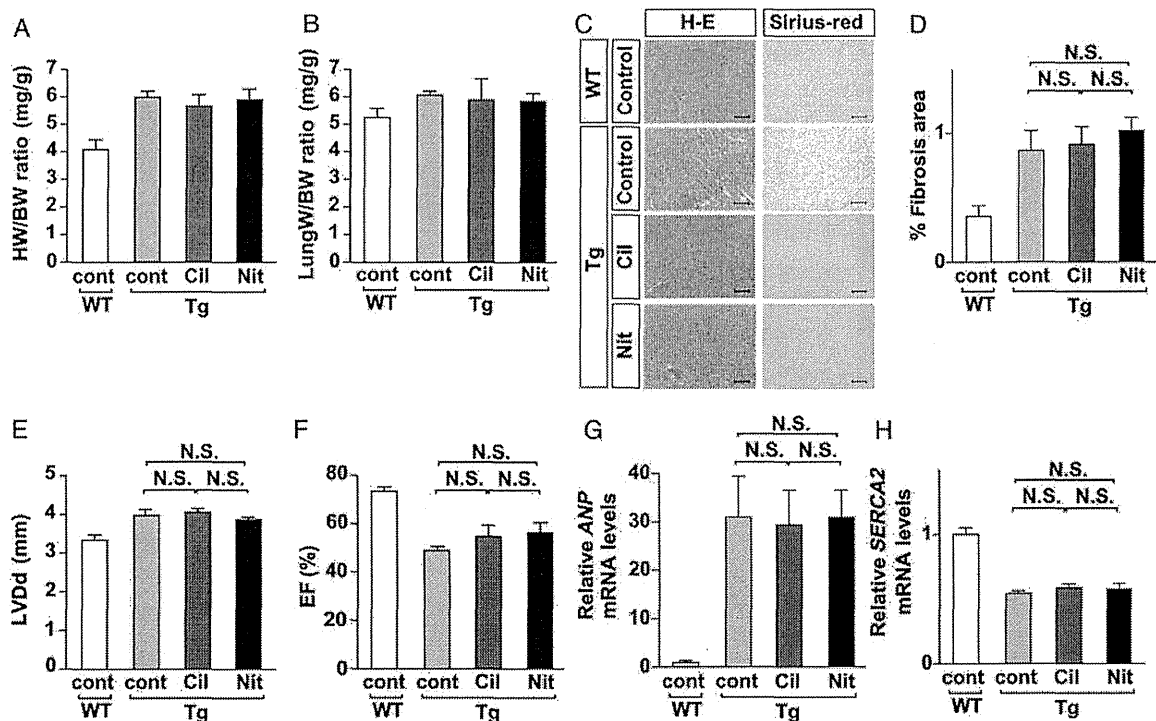 A
HW/BW ratio (mg/g)
7
6
5
4
3
2
1
0
cont cont Cil Nit
WT Tg
B
LungW/BW ratio (mg/g)
7
6
5
4
3
2
1
0
cont cont Cil Nit
WT Tg
C
H-E Sirius-red
WT
Control
Tg
Control
Cil
Nit
D
N.S.
N.S. N.S.
% Fibrosis area
1
0
cont cont Cil Nit
WT Tg
E
N.S.
N.S. N.S.
LVDd (mm)
5
4
3
2
1
0
cont cont Cil Nit
WT Tg
F
N.S.
N.S. N.S.
EF (%)
80
60
40
20
0
cont cont Cil Nit
WT Tg
G
N.S.
N.S. N.S.
Relative ANP
mRNA levels
40
30
20
10
0
cont cont Cil Nit
WT Tg
H
N.S.
N.S. N.S.
Relative SERCA2
mRNA levels
1
0
cont cont Cil Nit
WT Tg